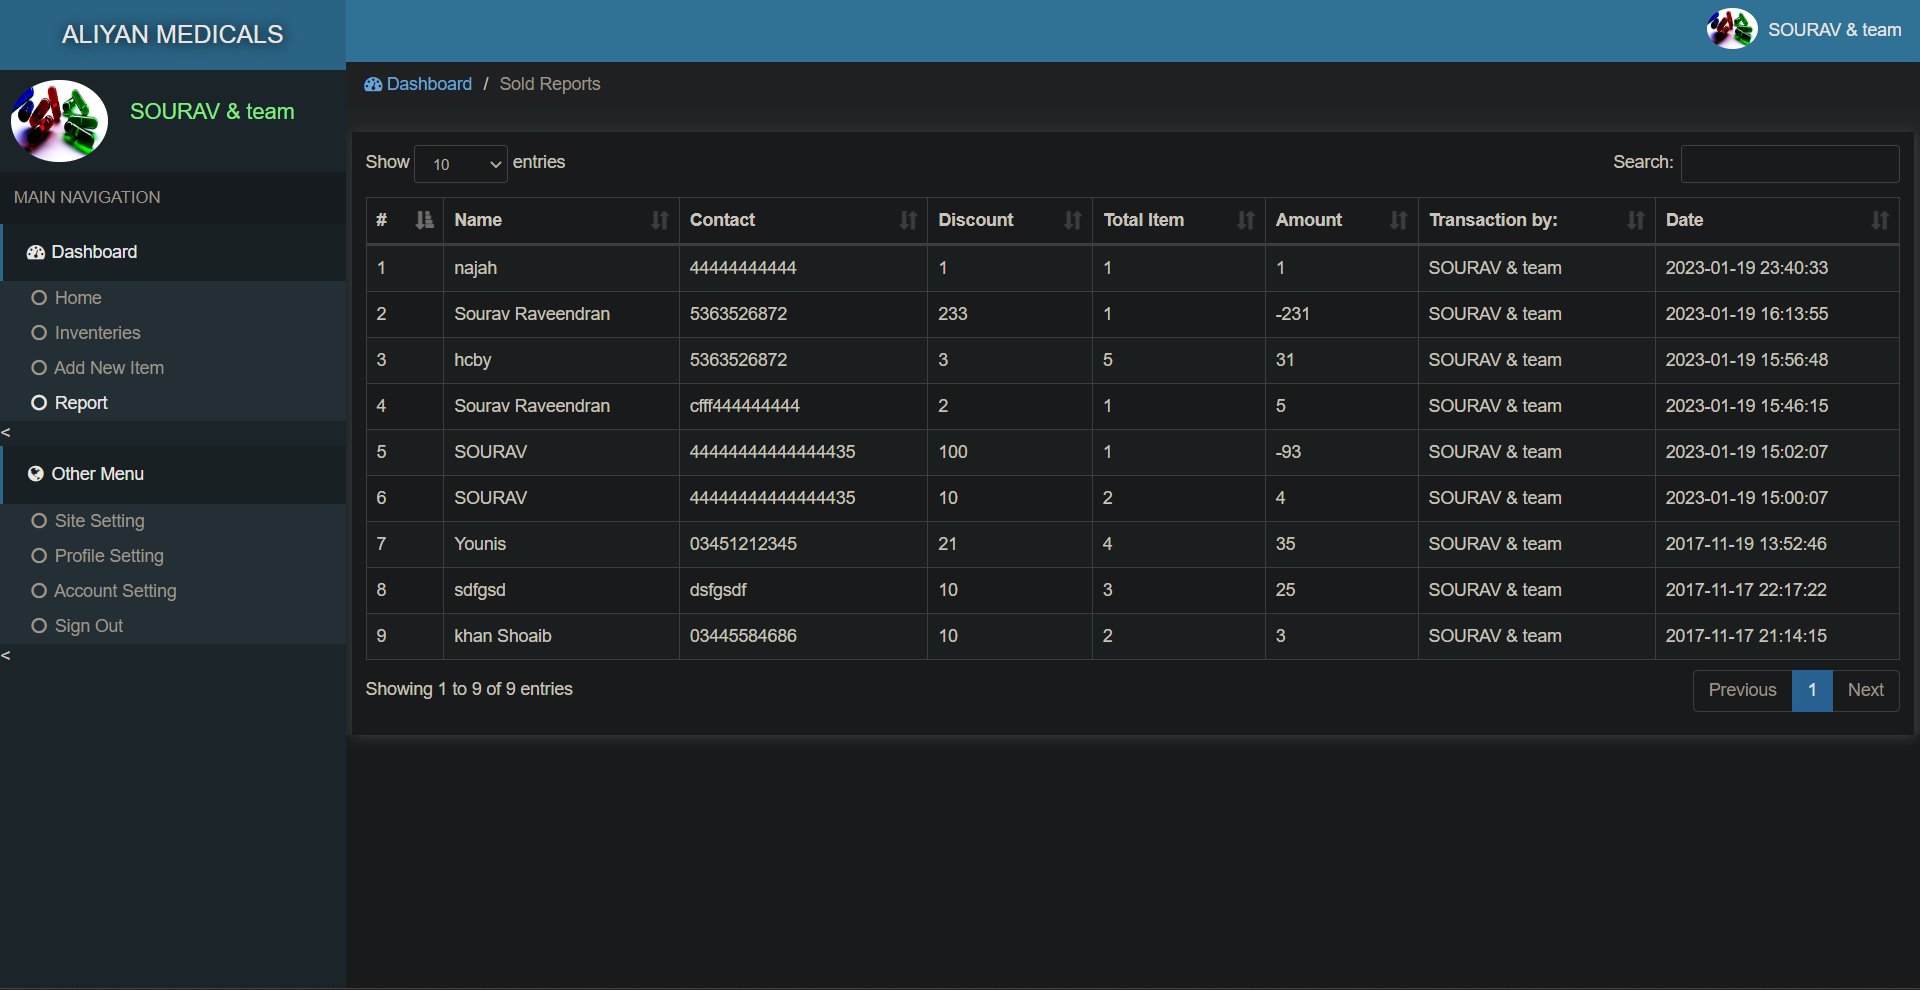 ALIYAN MEDICALS
SOURAV & team
SOURAV & team
MAIN NAVIGATION
Dashboard
Home
Inventeries
Add New Item
Report
<
Other Menu
Site Setting
Profile Setting
Account Setting
Sign Out
<
Dashboard / Sold Reports
Show 10 entries
Search:
# Name Contact Discount Total Item Amount Transaction by: Date
1 najah 44444444444 1 1 1 SOURAV & team 2023-01-19 23:40:33
2 Sourav Raveendran 5363526872 233 1 -231 SOURAV & team 2023-01-19 16:13:55
3 hcby 5363526872 3 5 31 SOURAV & team 2023-01-19 15:56:48
4 Sourav Raveendran cfff444444444 2 1 5 SOURAV & team 2023-01-19 15:46:15
5 SOURAV 44444444444444435 100 1 -93 SOURAV & team 2023-01-19 15:02:07
6 SOURAV 44444444444444435 10 2 4 SOURAV & team 2023-01-19 15:00:07
7 Younis 03451212345 21 4 35 SOURAV & team 2017-11-19 13:52:46
8 sdfgsd dsfgsdf 10 3 25 SOURAV & team 2017-11-17 22:17:22
9 khan Shoaib 03445584686 10 2 3 SOURAV & team 2017-11-17 21:14:15
Showing 1 to 9 of 9 entries
Previous 1 Next